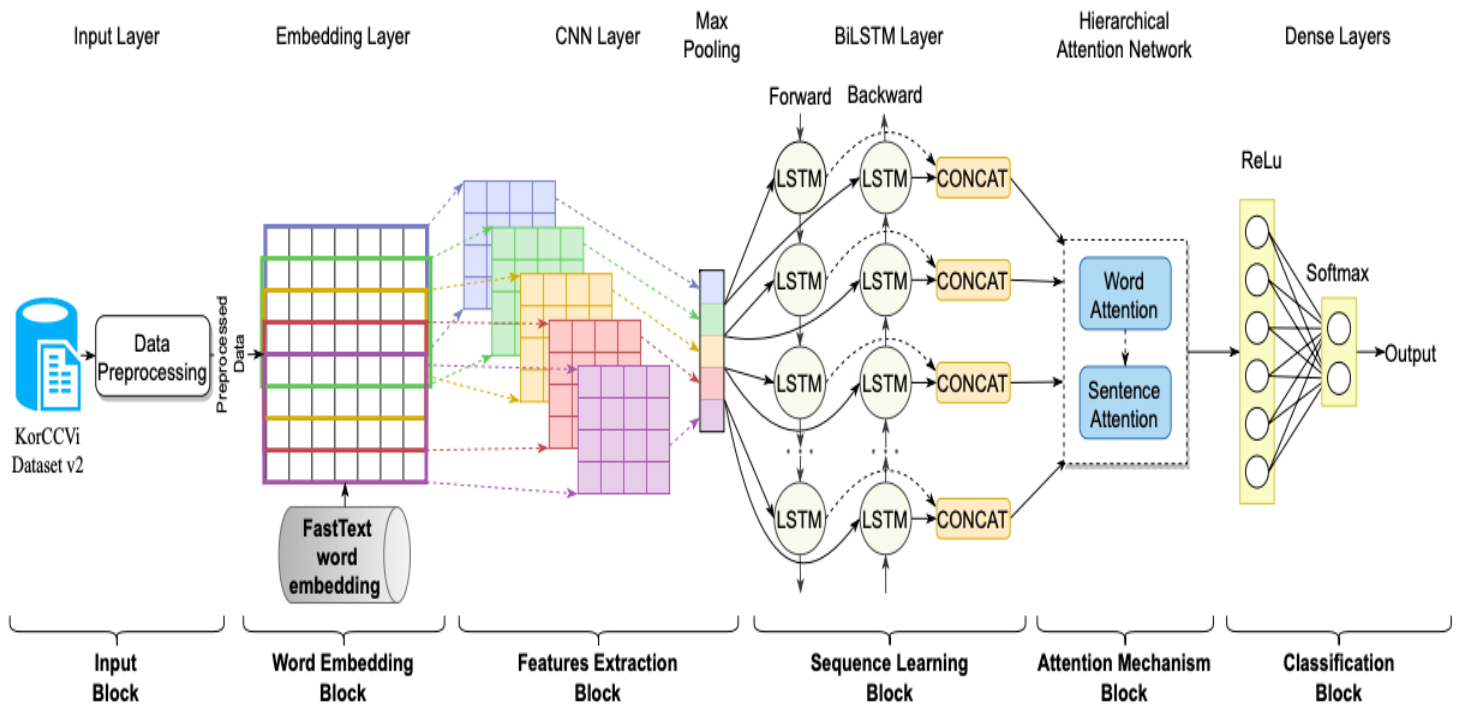 Input Layer
Embedding Layer
CNN Layer
Max
Pooling
BiLSTM Layer
Hierarchical
Attention Network
Dense Layers
KorCCVi
Dataset v2
Data
Preprocessing
Preprocessed
Data
FastText
word
embedding
Forward
Backward
LSTM
LSTM
CONCAT
LSTM
LSTM
CONCAT
LSTM
LSTM
CONCAT
...
...
LSTM
LSTM
CONCAT
Word
Attention
Sentence
Attention
ReLu
Softmax
Output
Input
Block
Word Embedding
Block
Features Extraction
Block
Sequence Learning
Block
Attention Mechanism
Block
Classification
Block